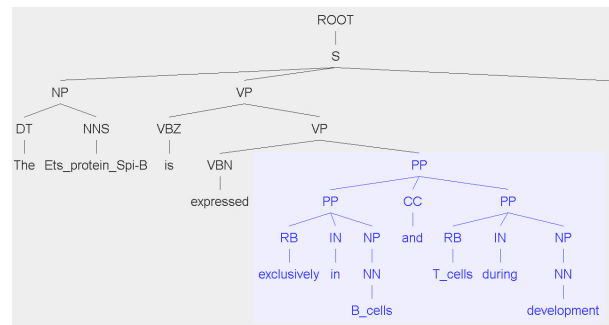 ROOT
S
NP VP
DT NNS VBZ VP
The Ets_protein_Spi-B is VBN PP
expressed PP CC PP
RB IN NP and RB IN NP
exclusively in NN T_cells during NN
B_cells development